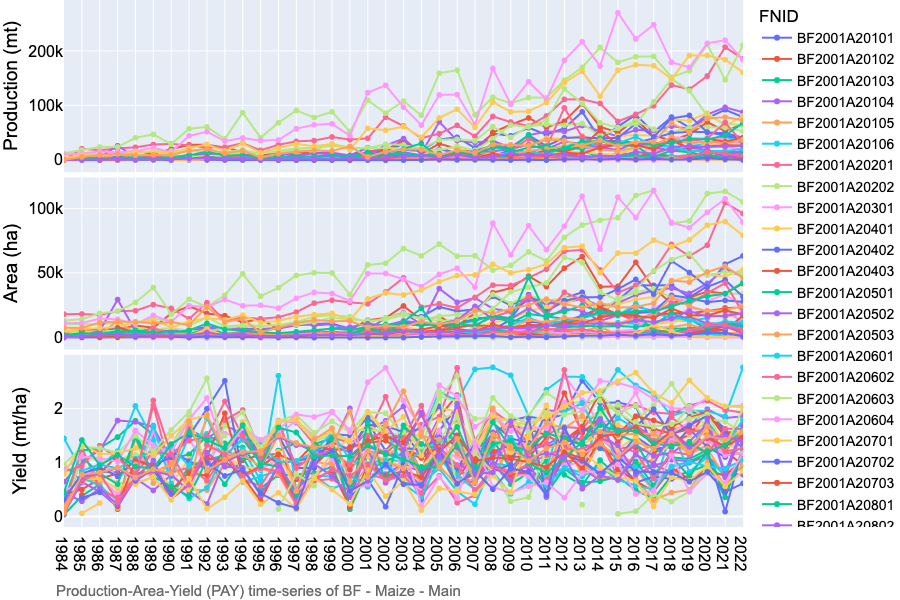 Production (mt)
200k
100k
0
Area (ha)
100k
50k
0
Yield (mt/ha)
2
1
0
1984 1985 1986 1987 1988 1989 1990 1991 1992 1993 1994 1995 1996 1997 1998 1999 2000 2001 2002 2003 2004 2005 2006 2007 2008 2009 2010 2011 2012 2013 2014 2015 2016 2017 2018 2019 2020 2021 2022
Production-Area-Yield (PAY) time-series of BF - Maize - Main
FNID
BF2001A20101
BF2001A20102
BF2001A20103
BF2001A20104
BF2001A20105
BF2001A20106
BF2001A20201
BF2001A20202
BF2001A20301
BF2001A20401
BF2001A20402
BF2001A20403
BF2001A20501
BF2001A20502
BF2001A20503
BF2001A20601
BF2001A20602
BF2001A20603
BF2001A20604
BF2001A20701
BF2001A20702
BF2001A20703
BF2001A20801
BF2001A20802